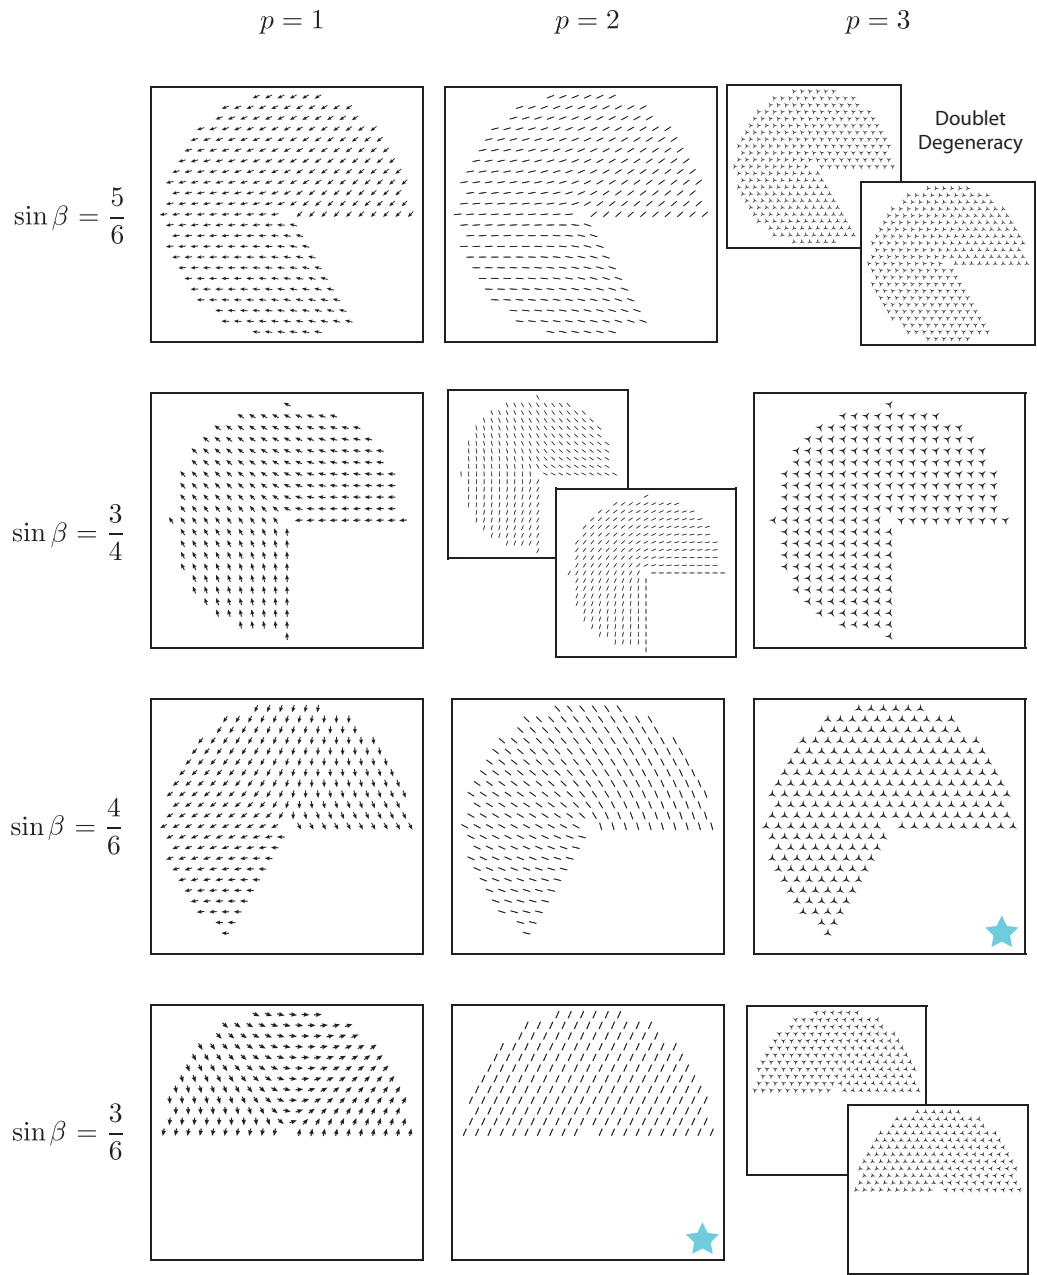 p = 1 p = 2 p = 3
Doublet
Degeneracy
sin β = 5/6
sin β = 3/4
sin β = 4/6
sin β = 3/6